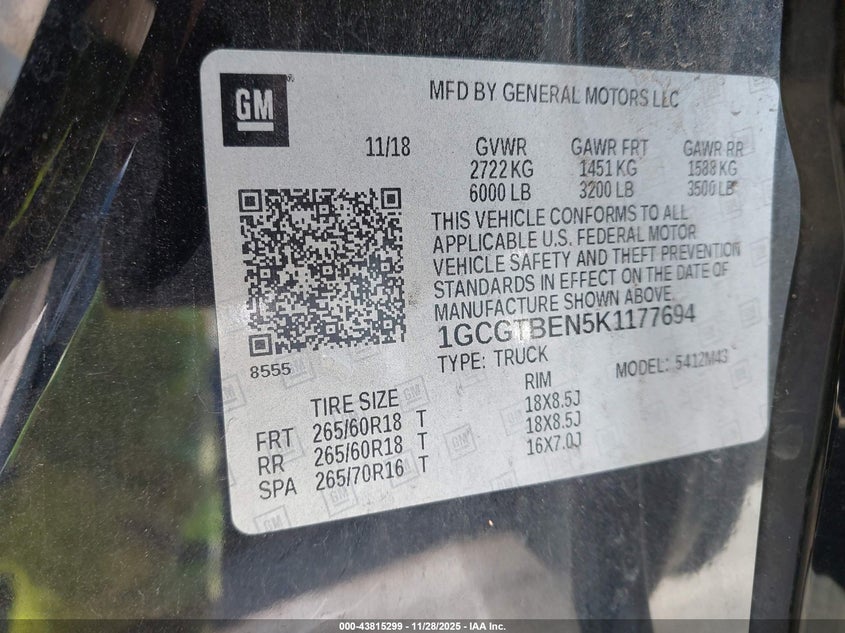 GM
MFD BY GENERAL MOTORS LLC
11/18
GVWR GAWR FRT GAWR RR
2722 KG 1451 KG 1588 KG
6000 LB 3200 LB 3500 LB
THIS VEHICLE CONFORMS TO ALL
APPLICABLE U.S. FEDERAL MOTOR
VEHICLE SAFETY AND THEFT PREVENTION
STANDARDS IN EFFECT ON THE DATE OF
MANUFACTURE SHOWN ABOVE.
1GCGTBEN5K1177694
8555
TYPE: TRUCK MODEL: 5412M43
TIRE SIZE RIM
FRT 265/60R18 T 18X8.5J
RR 265/60R18 T 18X8.5J
SPA 265/70R16 T 16X7.0J
000-43815299 | 11/28/2025 - IAA Inc.